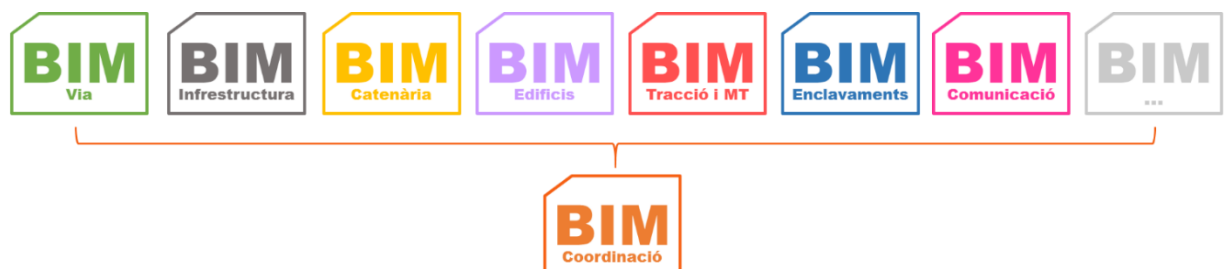 BIM
Via
BIM
Infrestructura
BIM
Catenària
BIM
Edificis
BIM
Tracció i MT
BIM
Enclavaments
BIM
Comunicació
BIM
...
BIM
Coordinació